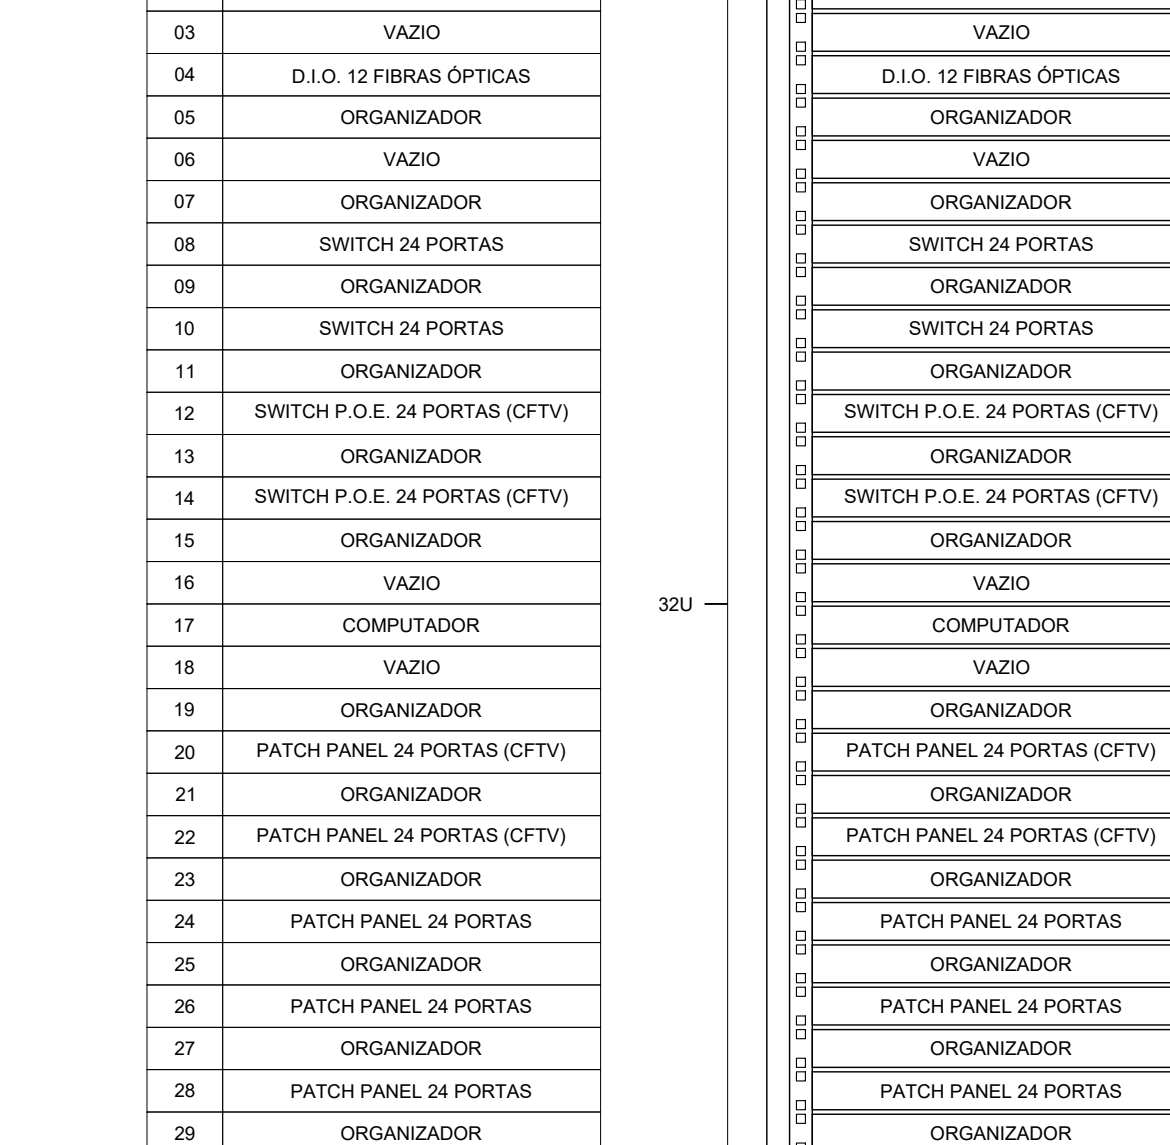 03 VAZIO
04 D.I.O. 12 FIBRAS ÓPTICAS
05 ORGANIZADOR
06 VAZIO
07 ORGANIZADOR
08 SWITCH 24 PORTAS
09 ORGANIZADOR
10 SWITCH 24 PORTAS
11 ORGANIZADOR
12 SWITCH P.O.E. 24 PORTAS (CFTV)
13 ORGANIZADOR
14 SWITCH P.O.E. 24 PORTAS (CFTV)
15 ORGANIZADOR
16 VAZIO
17 COMPUTADOR
18 VAZIO
19 ORGANIZADOR
20 PATCH PANEL 24 PORTAS (CFTV)
21 ORGANIZADOR
22 PATCH PANEL 24 PORTAS (CFTV)
23 ORGANIZADOR
24 PATCH PANEL 24 PORTAS
25 ORGANIZADOR
26 PATCH PANEL 24 PORTAS
27 ORGANIZADOR
28 PATCH PANEL 24 PORTAS
29 ORGANIZADOR
32U
VAZIO
D.I.O. 12 FIBRAS ÓPTICAS
ORGANIZADOR
VAZIO
ORGANIZADOR
SWITCH 24 PORTAS
ORGANIZADOR
SWITCH 24 PORTAS
ORGANIZADOR
SWITCH P.O.E. 24 PORTAS (CFTV)
ORGANIZADOR
SWITCH P.O.E. 24 PORTAS (CFTV)
ORGANIZADOR
VAZIO
COMPUTADOR
VAZIO
ORGANIZADOR
PATCH PANEL 24 PORTAS (CFTV)
ORGANIZADOR
PATCH PANEL 24 PORTAS (CFTV)
ORGANIZADOR
PATCH PANEL 24 PORTAS
ORGANIZADOR
PATCH PANEL 24 PORTAS
ORGANIZADOR
PATCH PANEL 24 PORTAS
ORGANIZADOR